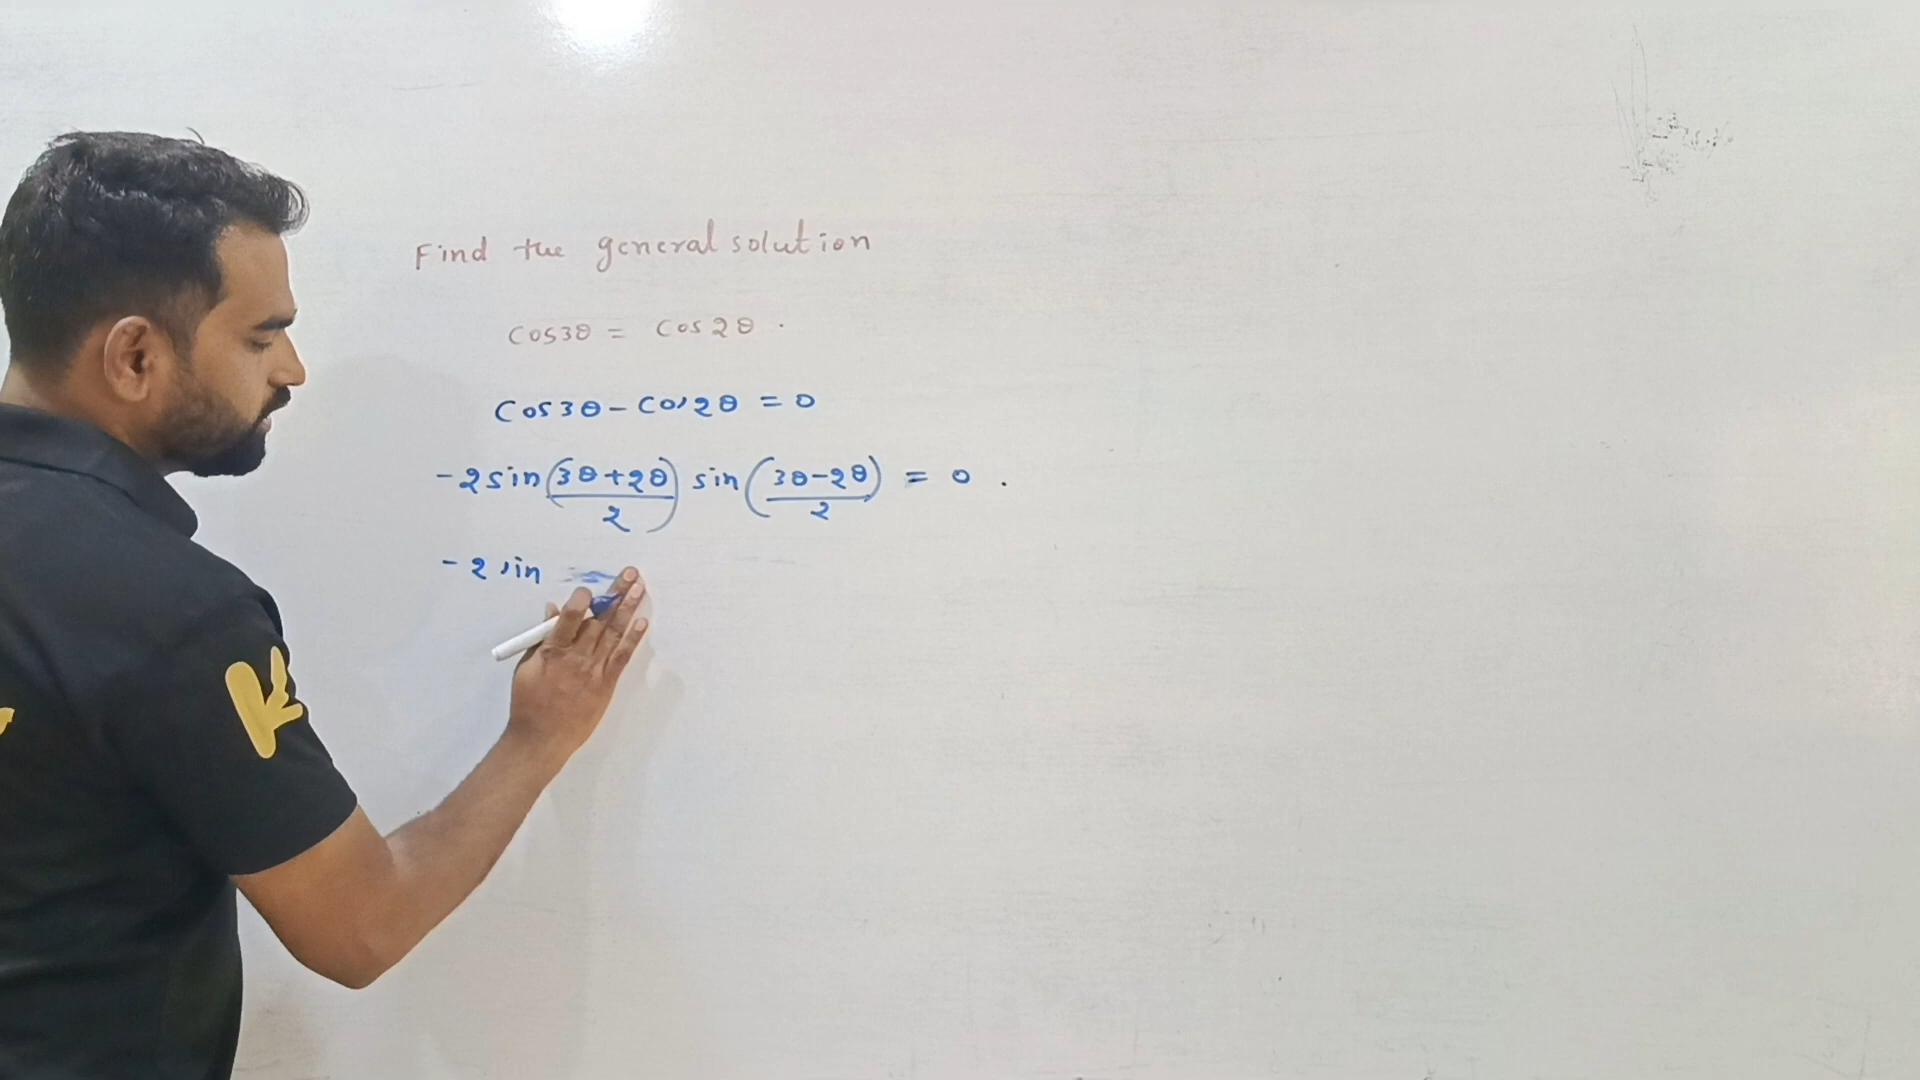 Find the general solution
cos3θ = cos2θ .
cos3θ - cos2θ = 0
-2sin((3θ+2θ)/2) sin((3θ-2θ)/2) = 0 .
-2sin